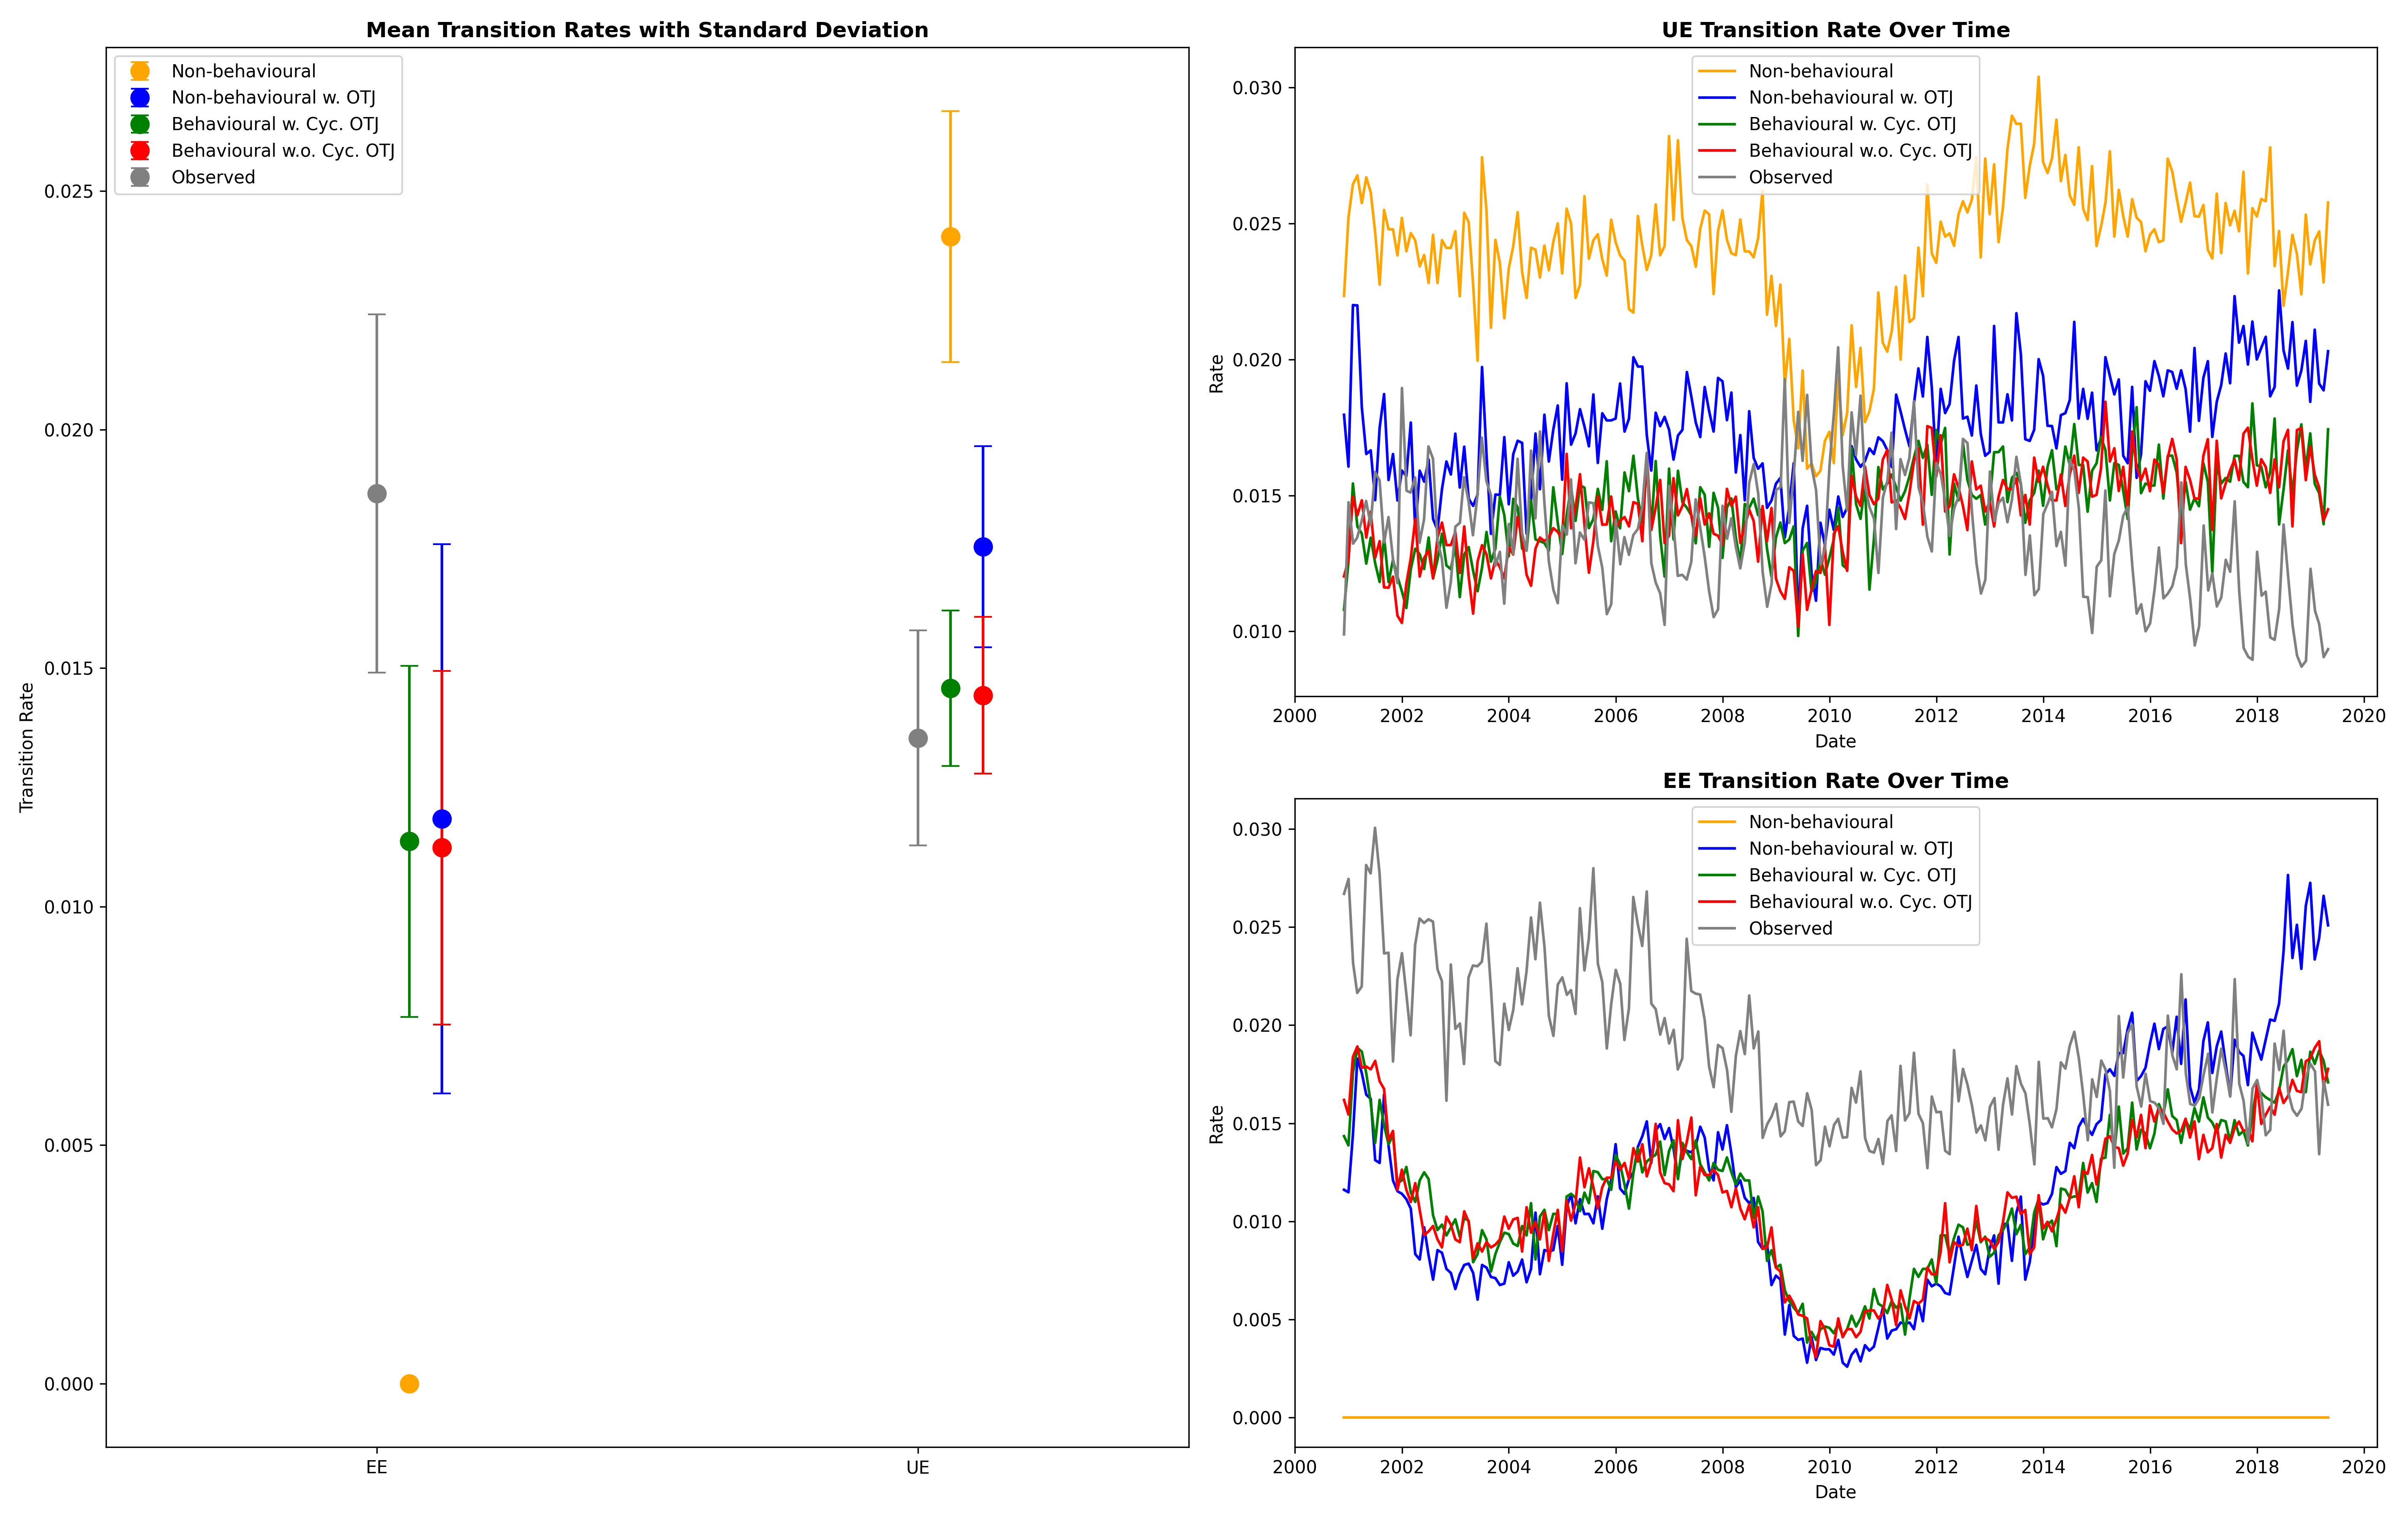 Mean Transition Rates with Standard Deviation
Non-behavioural
Non-behavioural w. OTJ
Behavioural w. Cyc. OTJ
Behavioural w.o. Cyc. OTJ
Observed
0.025
0.020
0.015
0.010
0.005
0.000
Transition Rate
EE
UE
UE Transition Rate Over Time
Non-behavioural
Non-behavioural w. OTJ
Behavioural w. Cyc. OTJ
Behavioural w.o. Cyc. OTJ
Observed
0.030
0.025
0.020
0.015
0.010
Rate
2000
2002
2004
2006
2008
2010
2012
2014
2016
2018
2020
Date
EE Transition Rate Over Time
Non-behavioural
Non-behavioural w. OTJ
Behavioural w. Cyc. OTJ
Behavioural w.o. Cyc. OTJ
Observed
0.030
0.025
0.020
0.015
0.010
0.005
0.000
Rate
2000
2002
2004
2006
2008
2010
2012
2014
2016
2018
2020
Date